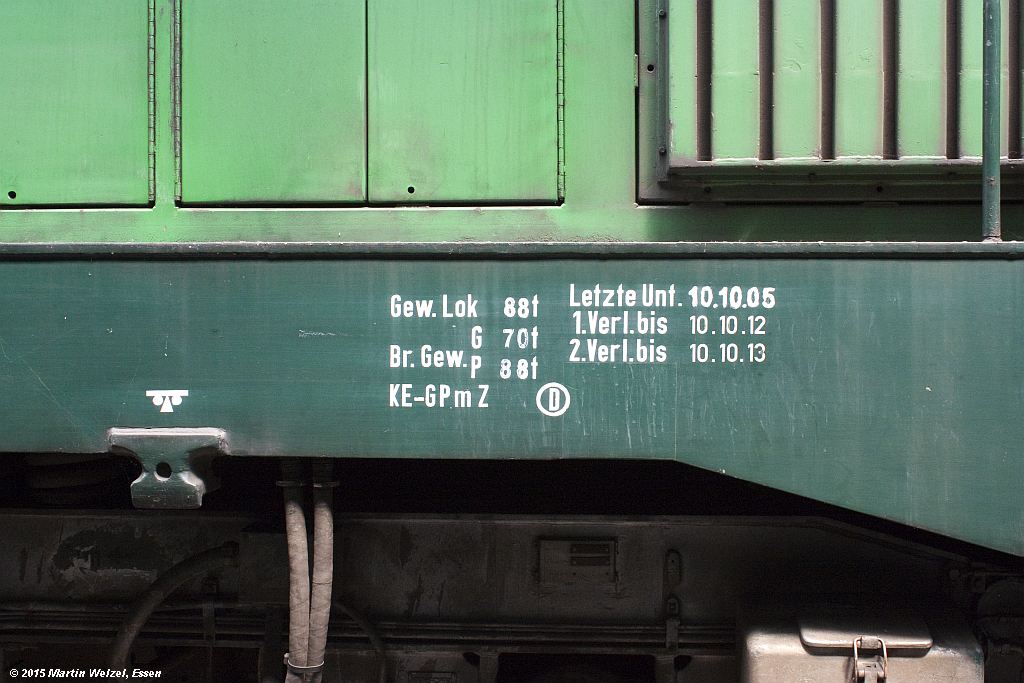 Gew. Lok 88t
G 70t
Br. Gew. P 88t
KE-GPmZ D
Letzte Unt. 10.10.05
1.Verl.bis 10.10.12
2.Verl.bis 10.10.13
© 2015 Martin Welzel, Essen